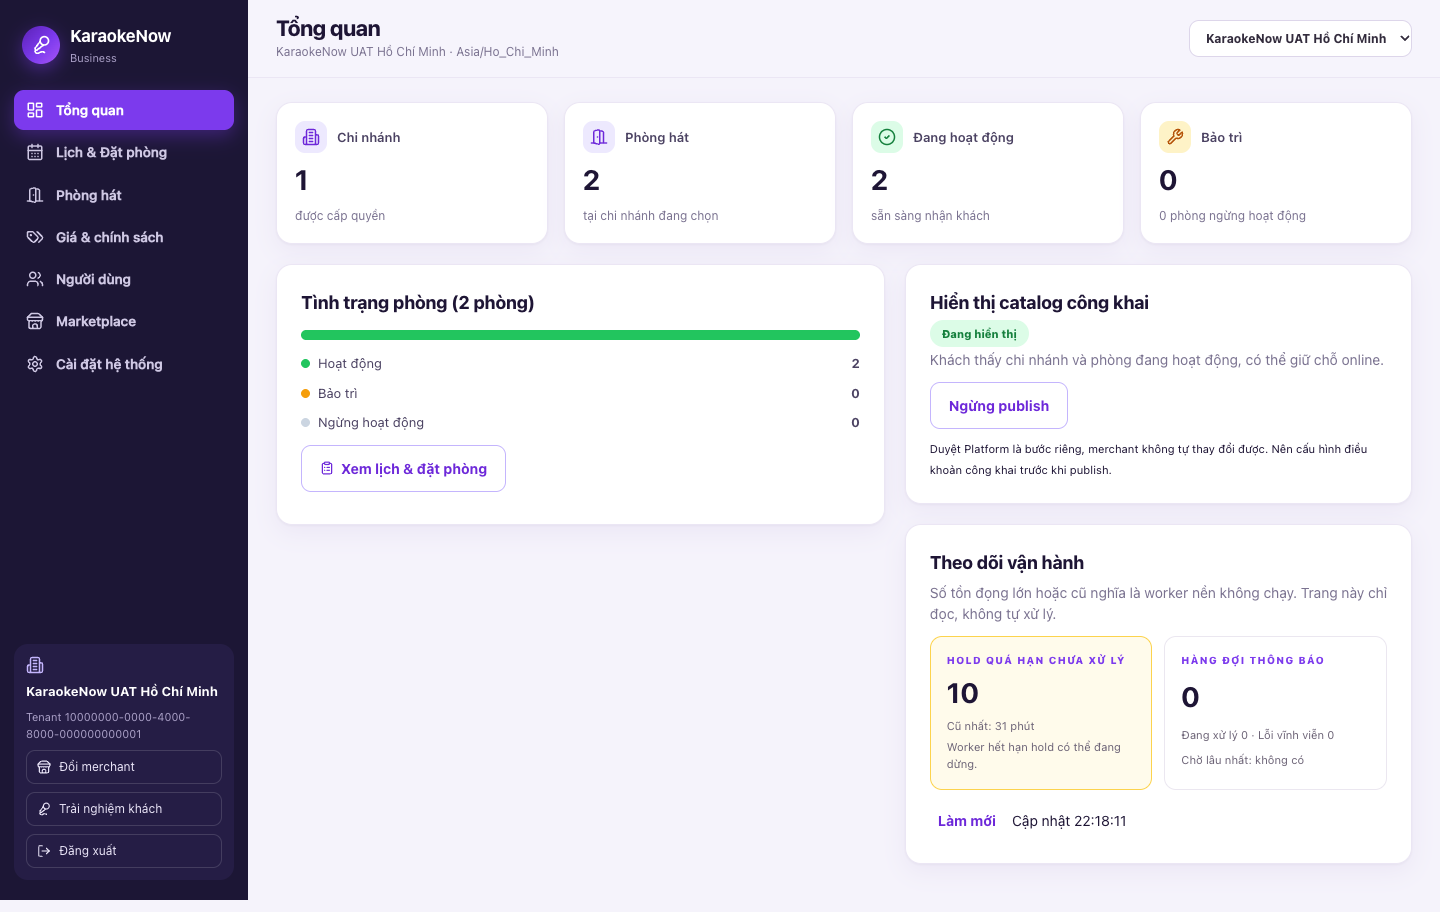 KaraokeNow
Business
Tổng quan
Lịch & Đặt phòng
Phòng hát
Giá & chính sách
Người dùng
Marketplace
Cài đặt hệ thống
KaraokeNow UAT Hồ Chí Minh
Tenant 10000000-0000-4000-
8000-000000000001
Đổi merchant
Trải nghiệm khách
Đăng xuất
Tổng quan
KaraokeNow UAT Hồ Chí Minh · Asia/Ho_Chi_Minh
KaraokeNow UAT Hồ Chí Minh
Chi nhánh
1
được cấp quyền
Phòng hát
2
tại chi nhánh đang chọn
Đang hoạt động
2
sẵn sàng nhận khách
Bảo trì
0
0 phòng ngừng hoạt động
Tình trạng phòng (2 phòng)
Hoạt động 2
Bảo trì 0
Ngừng hoạt động 0
Xem lịch & đặt phòng
Hiển thị catalog công khai
Đang hiển thị
Khách thấy chi nhánh và phòng đang hoạt động, có thể giữ chỗ online.
Ngừng publish
Duyệt Platform là bước riêng, merchant không tự thay đổi được. Nên cấu hình điều
khoản công khai trước khi publish.
Theo dõi vận hành
Số tồn đọng lớn hoặc cũ nghĩa là worker nền không chạy. Trang này chỉ
đọc, không tự xử lý.
HOLD QUÁ HẠN CHƯA XỬ LÝ
10
Cũ nhất: 31 phút
Worker hết hạn hold có thể đang
dừng.
HÀNG ĐỢI THÔNG BÁO
0
Đang xử lý 0 · Lỗi vĩnh viễn 0
Chờ lâu nhất: không có
Làm mới Cập nhật 22:18:11